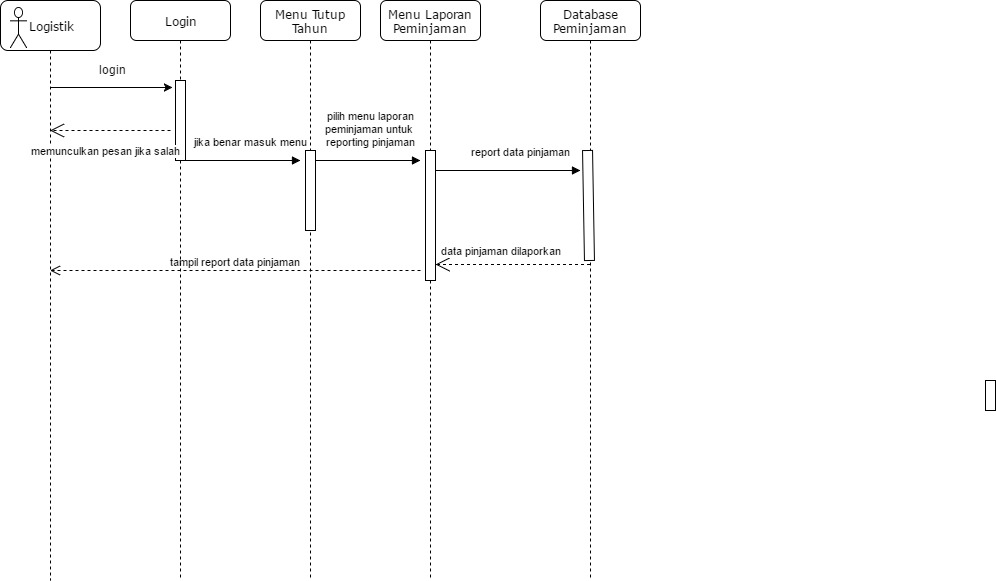 Logistik
Login
Menu Tutup
Tahun
Menu Laporan
Peminjaman
Database
Peminjaman
login
memunculkan pesan jika salah
jika benar masuk menu
pilih menu laporan
peminjaman untuk
reporting pinjaman
report data pinjaman
data pinjaman dilaporkan
tampil report data pinjaman